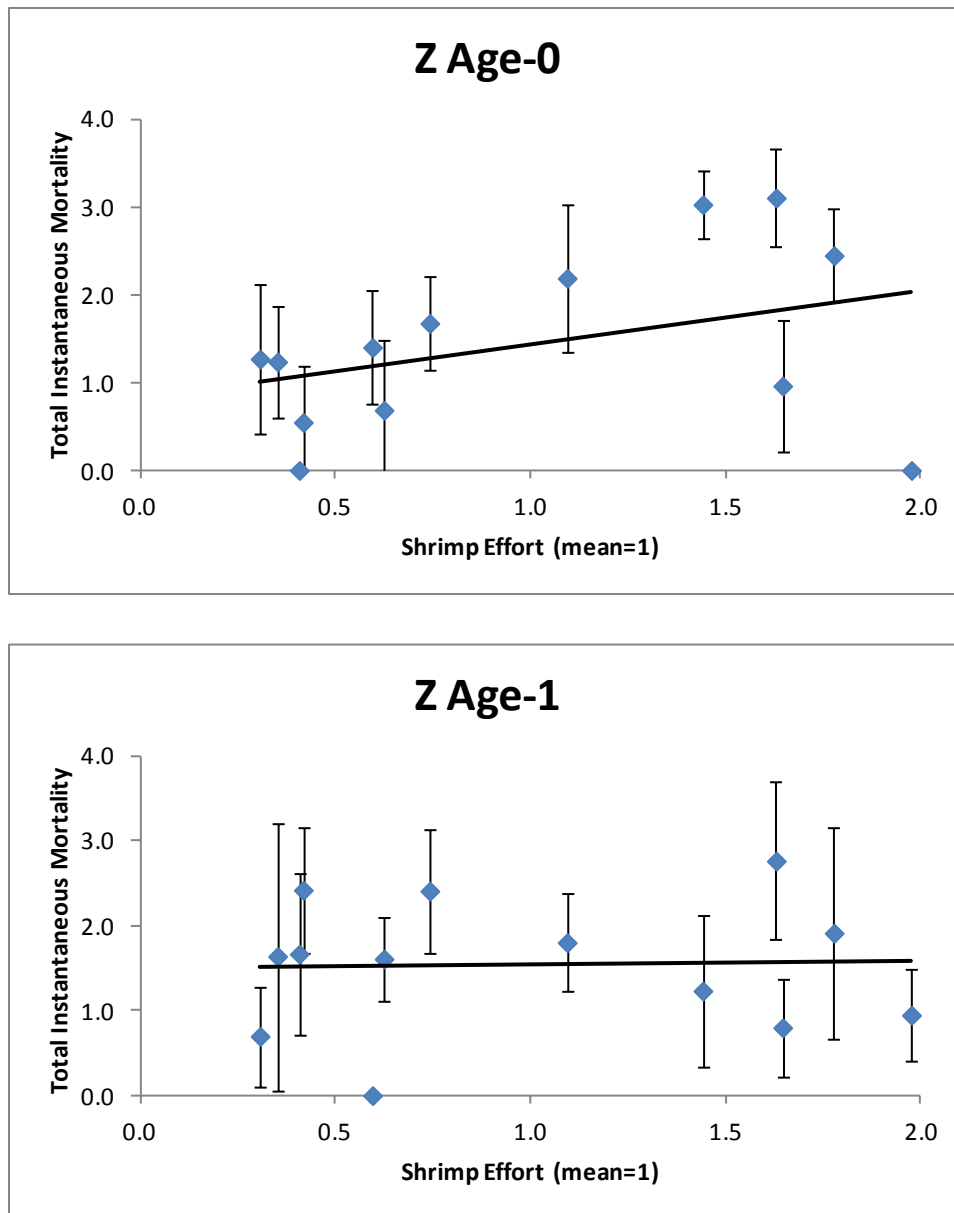 Z Age-0
Total Instantaneous Mortality
4.0
3.0
2.0
1.0
0.0
0.0 0.5 1.0 1.5 2.0
Shrimp Effort (mean=1)
Z Age-1
Total Instantaneous Mortality
4.0
3.0
2.0
1.0
0.0
0.0 0.5 1.0 1.5 2.0
Shrimp Effort (mean=1)